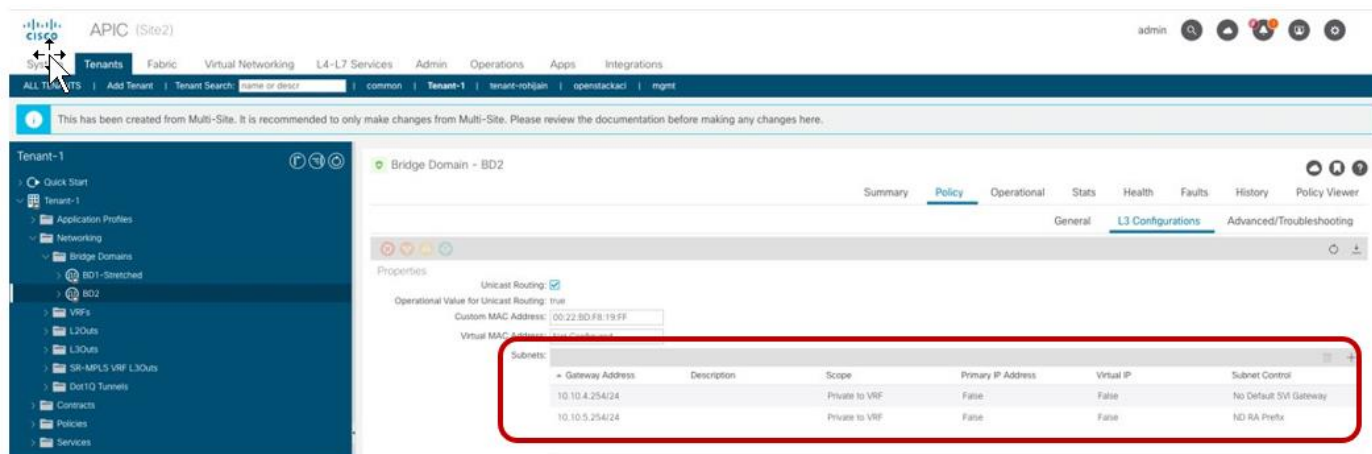 CISCO
APIC (Site2)
admin
Tenants Fabric Virtual Networking L4-L7 Services Admin Operations Apps Integrations
Add Tenant | Tenant Search: name or descr | common | Tenant-1 | tenant-rohijain | openstackaci | mgmt
This has been created from Multi-Site. It is recommended to only make changes from Multi-Site. Please review the documentation before making any changes here.
Tenant-1
Quick Start
Tenant-1
Application Profiles
Networking
Bridge Domains
BD1-Stretched
BD2
VRFs
L2Outs
L3Outs
SR-MPLS VRF L3Outs
Dot1Q Tunnels
Contracts
Policies
Services
Bridge Domain - BD2
Summary Policy Operational Stats Health Faults History Policy Viewer
General L3 Configurations Advanced/Troubleshooting
Properties
Unicast Routing:
Operational Value for Unicast Routing: true
Custom MAC Address: 00:22:BD:F8:19:FF
Virtual MAC Address: Not Configured
Subnets:
Gateway Address Description Scope Primary IP Address Virtual IP Subnet Control
10.10.4.254/24 Private to VRF False False No Default SVI Gateway
10.10.5.254/24 Private to VRF False False ND RA Prefix